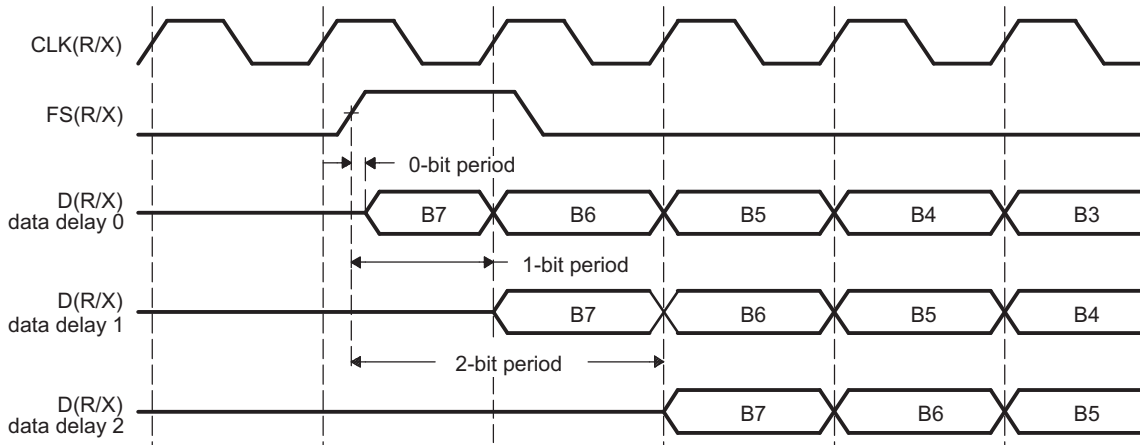 CLK(R/X)
FS(R/X)
0-bit period
D(R/X)
data delay 0
B7 B6 B5 B4 B3
1-bit period
D(R/X)
data delay 1
B7 B6 B5 B4
2-bit period
D(R/X)
data delay 2
B7 B6 B5